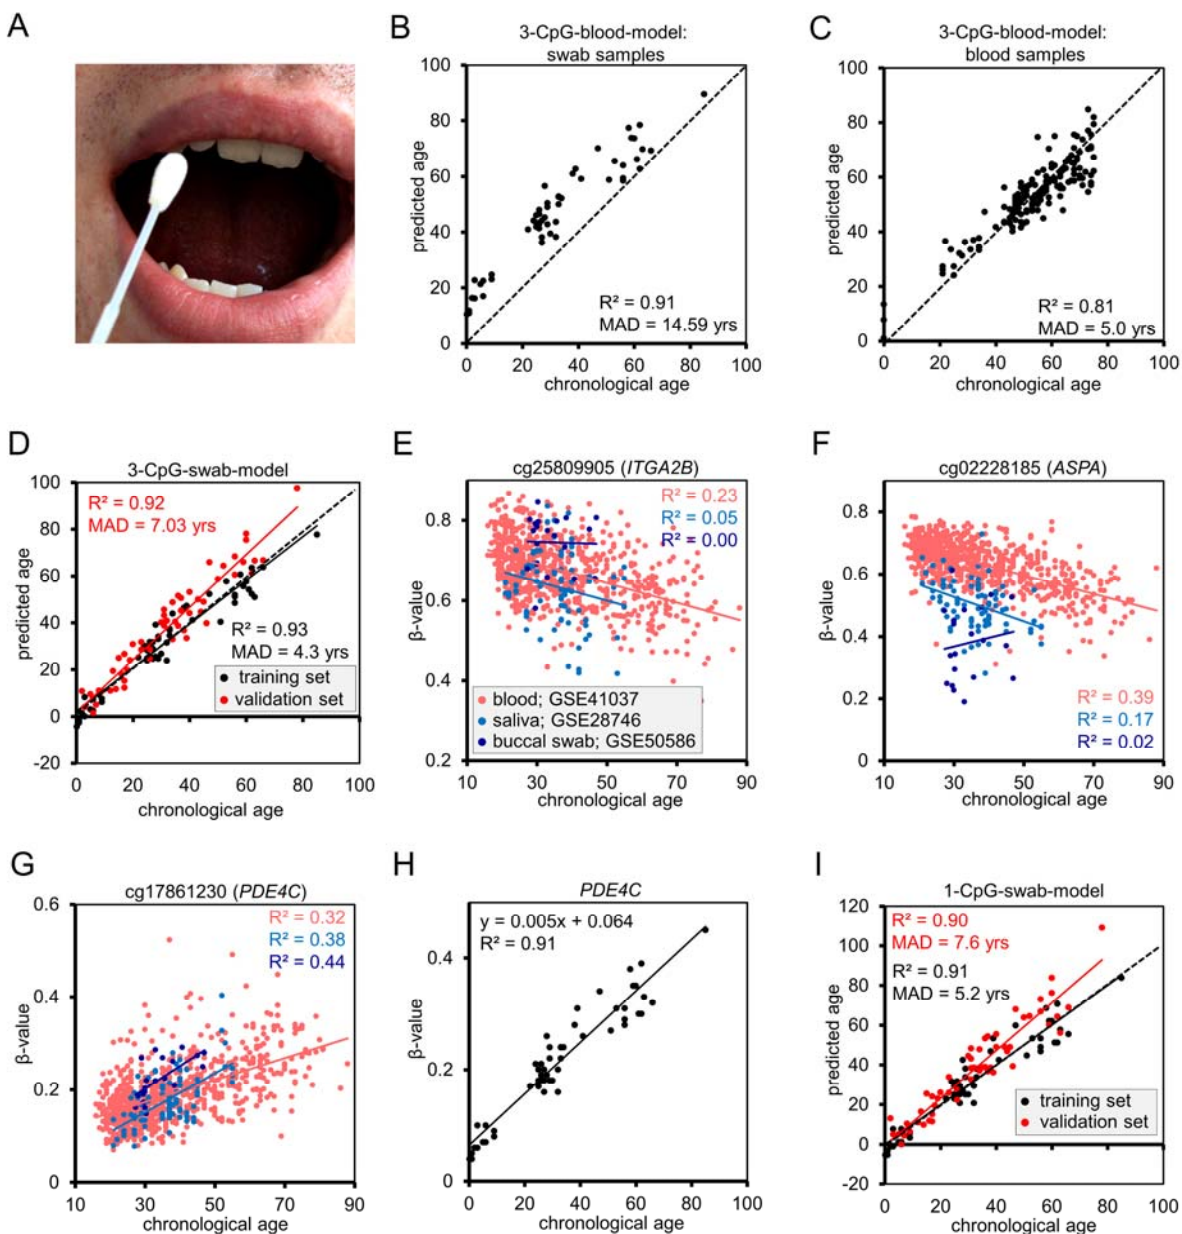 A
B
3-CpG-blood-model:
swab samples
100
80
60
40
20
0
predicted age
R² = 0.91
MAD = 14.59 yrs
0 20 40 60 80 100
chronological age
C
3-CpG-blood-model:
blood samples
100
80
60
40
20
0
predicted age
R² = 0.81
MAD = 5.0 yrs
0 20 40 60 80 100
chronological age
D
3-CpG-swab-model
100
80
60
40
20
0
-20
predicted age
R² = 0.92
MAD = 7.03 yrs
R² = 0.93
MAD = 4.3 yrs
training set
validation set
0 20 40 60 80 100
chronological age
E
cg25809905 (ITGA2B)
0.8
0.6
0.4
0.2
β-value
R² = 0.23
R² = 0.05
R² = 0.00
blood; GSE41037
saliva; GSE28746
buccal swab; GSE50586
10 30 50 70 90
chronological age
F
cg02228185 (ASPA)
0.8
0.6
0.4
0.2
0
β-value
R² = 0.39
R² = 0.17
R² = 0.02
10 30 50 70 90
chronological age
G
cg17861230 (PDE4C)
0.6
0.4
0.2
0
β-value
R² = 0.32
R² = 0.38
R² = 0.44
10 30 50 70 90
chronological age
H
PDE4C
0.4
0.2
0
β-value
y = 0.005x + 0.064
R² = 0.91
0 20 40 60 80 100
chronological age
I
1-CpG-swab-model
120
100
80
60
40
20
0
-20
predicted age
R² = 0.90
MAD = 7.6 yrs
R² = 0.91
MAD = 5.2 yrs
training set
validation set
0 20 40 60 80 100
chronological age